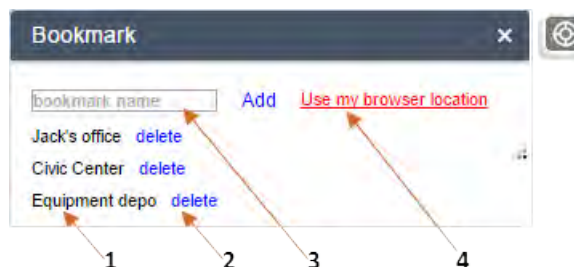 Bookmark ×
bookmark name Add Use my browser location
Jack's office delete
Civic Center delete
Equipment depo delete
1 2 3 4